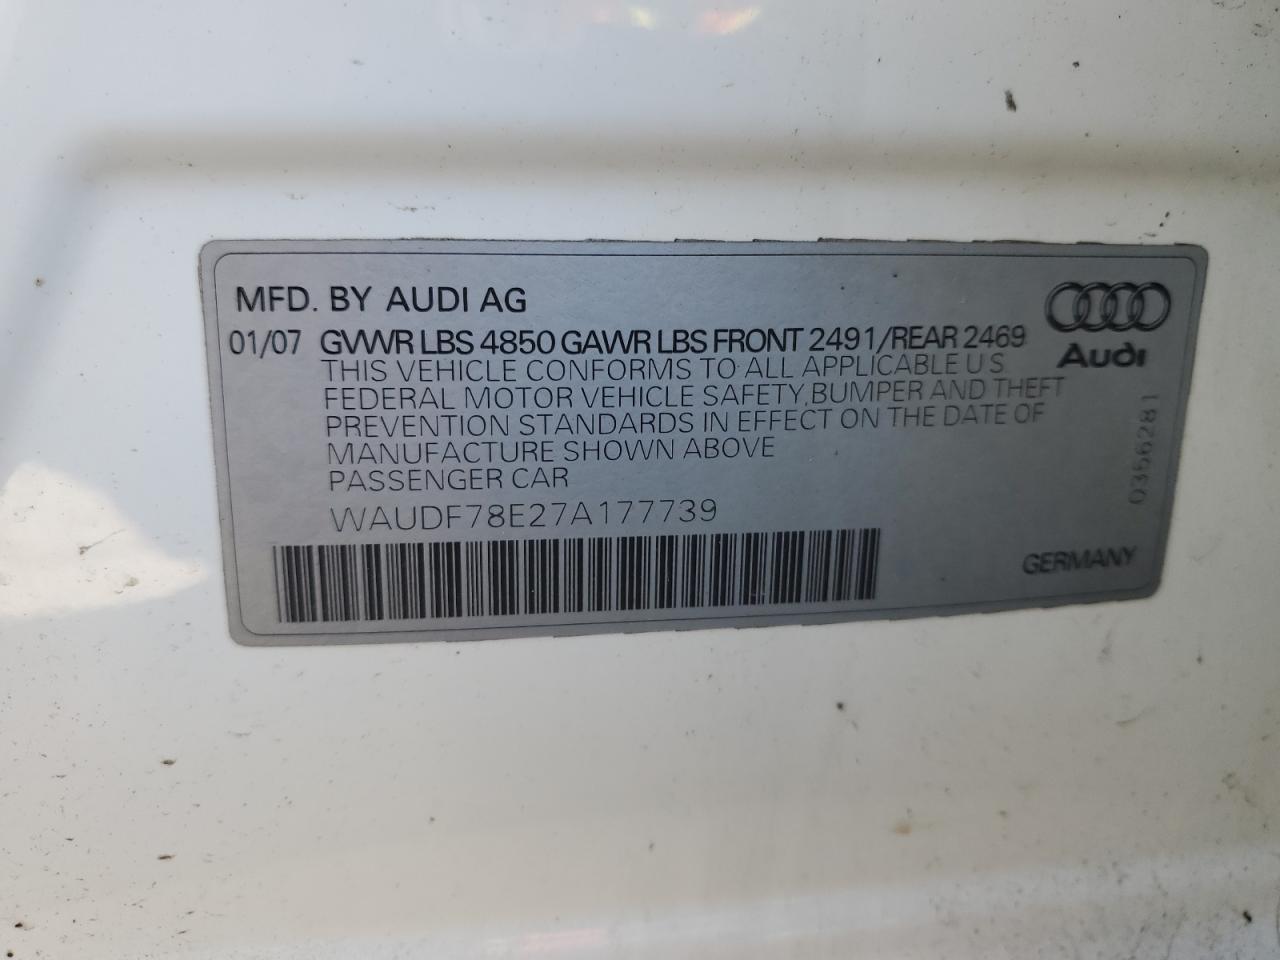 MFD. BY AUDI AG
01/07 GVWR LBS 4850 GAWR LBS FRONT 2491/REAR 2469
THIS VEHICLE CONFORMS TO ALL APPLICABLE U S
FEDERAL MOTOR VEHICLE SAFETY, BUMPER AND THEFT
PREVENTION STANDARDS IN EFFECT ON THE DATE OF
MANUFACTURE SHOWN ABOVE
PASSENGER CAR
WAUDF78E27A177739
Audi
0356281
GERMANY